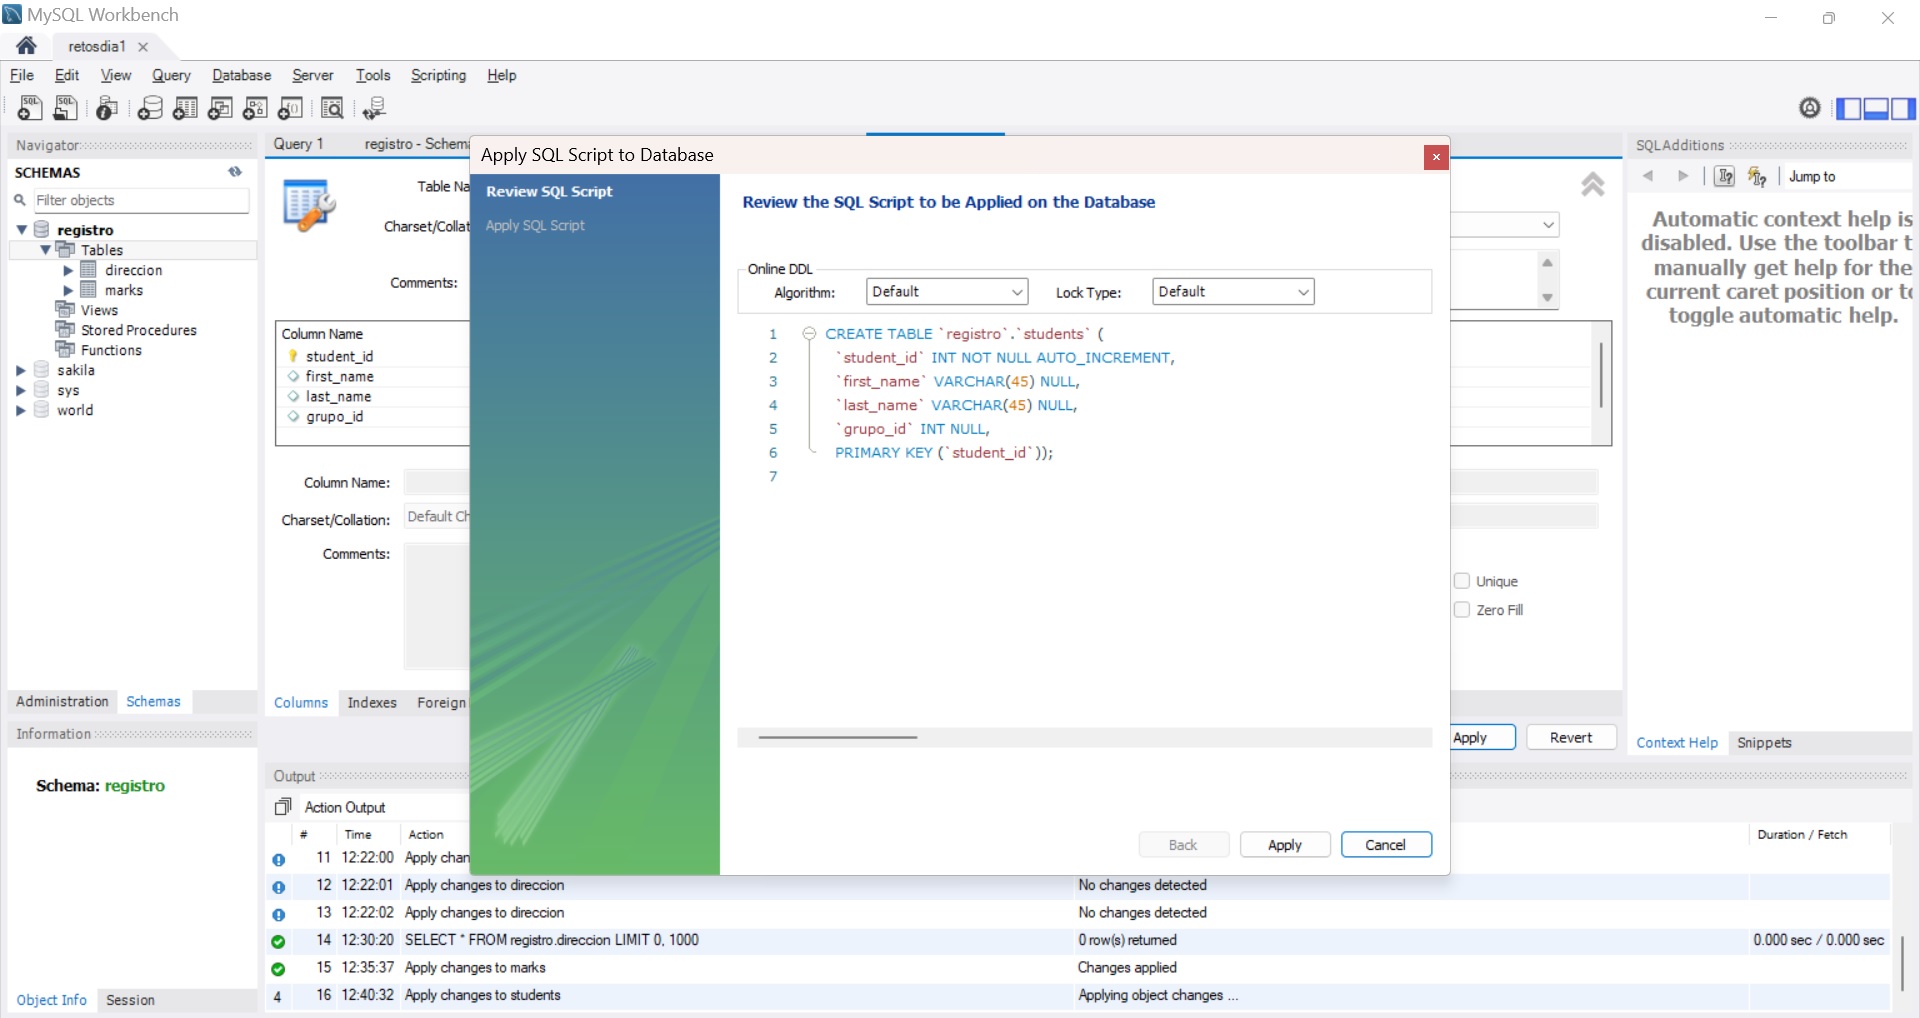 MySQL Workbench
retosdia1
File Edit View Query Database Server Tools Scripting Help
Navigator
SCHEMAS
Filter objects
registro
Tables
direccion
marks
Views
Stored Procedures
Functions
sakila
sys
world
Administration Schemas
Information
Schema: registro
Object Info Session
Query 1 registro - Schema
Table Na
Charset/Collat
Comments:
Column Name
student_id
first_name
last_name
grupo_id
Column Name:
Charset/Collation: Default Ch
Comments:
Unique
Zero Fill
Columns Indexes Foreign
Apply Revert
Apply SQL Script to Database
Review SQL Script
Apply SQL Script
Review the SQL Script to be Applied on the Database
Online DDL
Algorithm: Default Lock Type: Default
1 CREATE TABLE `registro`.`students` (
2 `student_id` INT NOT NULL AUTO_INCREMENT,
3 `first_name` VARCHAR(45) NULL,
4 `last_name` VARCHAR(45) NULL,
5 `grupo_id` INT NULL,
6 PRIMARY KEY (`student_id`));
7
Back Apply Cancel
SQLAdditions
Jump to
Automatic context help is
disabled. Use the toolbar t
manually get help for the
current caret position or to
toggle automatic help.
Context Help Snippets
Output
Action Output
# Time Action Duration / Fetch
11 12:22:00 Apply chan
12 12:22:01 Apply changes to direccion No changes detected
13 12:22:02 Apply changes to direccion No changes detected
14 12:30:20 SELECT * FROM registro.direccion LIMIT 0, 1000 0 row(s) returned 0.000 sec / 0.000 sec
15 12:35:37 Apply changes to marks Changes applied
4 16 12:40:32 Apply changes to students Applying object changes ...